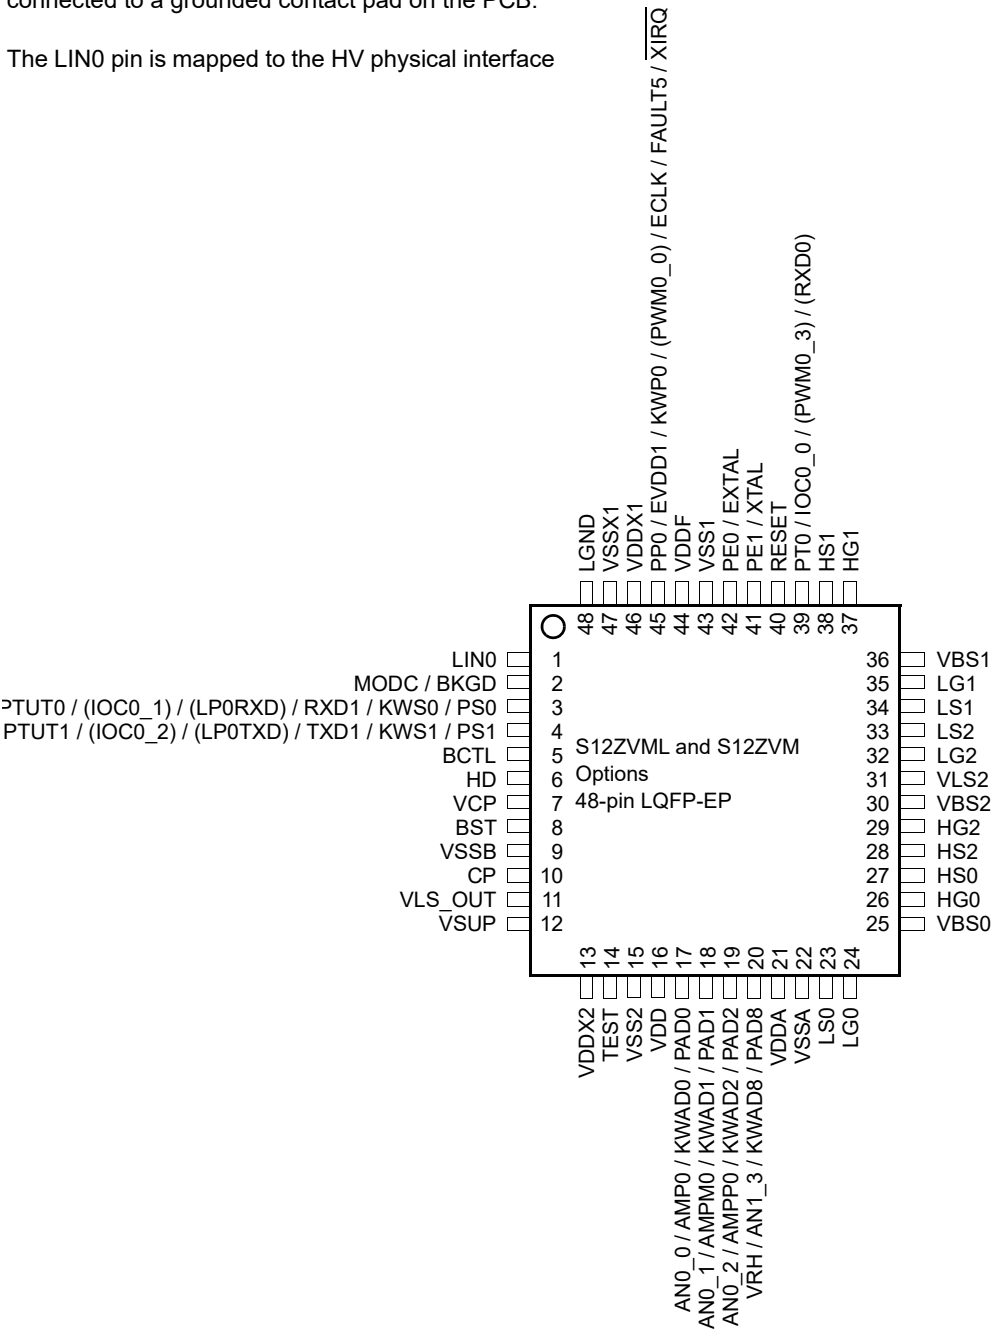 connected to a grounded contact pad on the PCB.
The LIN0 pin is mapped to the HV physical interface
LGND
VSSX1
VDDX1
PP0 / EVDD1 / KWP0 / (PWM0_0) / ECLK / FAULT5 / XIRQ
VDDF
VSS1
PE0 / EXTAL
PE1 / XTAL
RESET
PT0 / IOC0_0 / (PWM0_3) / (RXD0)
HS1
HG1
48
47
46
45
44
43
42
41
40
39
38
37
LIN0 1
MODC / BKGD 2
PTUT0 / (IOC0_1) / (LP0RXD) / RXD1 / KWS0 / PS0 3
PTUT1 / (IOC0_2) / (LP0TXD) / TXD1 / KWS1 / PS1 4
BCTL 5
HD 6
VCP 7
BST 8
VSSB 9
CP 10
VLS_OUT 11
VSUP 12
S12ZVML and S12ZVM
Options
48-pin LQFP-EP
36 VBS1
35 LG1
34 LS1
33 LS2
32 LG2
31 VLS2
30 VBS2
29 HG2
28 HS2
27 HS0
26 HG0
25 VBS0
13
14
15
16
17
18
19
20
21
22
23
24
VDDX2
TEST
VSS2
VDD
AN0_0 / AMP0 / KWAD0 / PAD0
AN0_1 / AMPM0 / KWAD1 / PAD1
AN0_2 / AMPP0 / KWAD2 / PAD2
VRH / AN1_3 / KWAD8 / PAD8
VDDA
VSSA
LS0
LG0